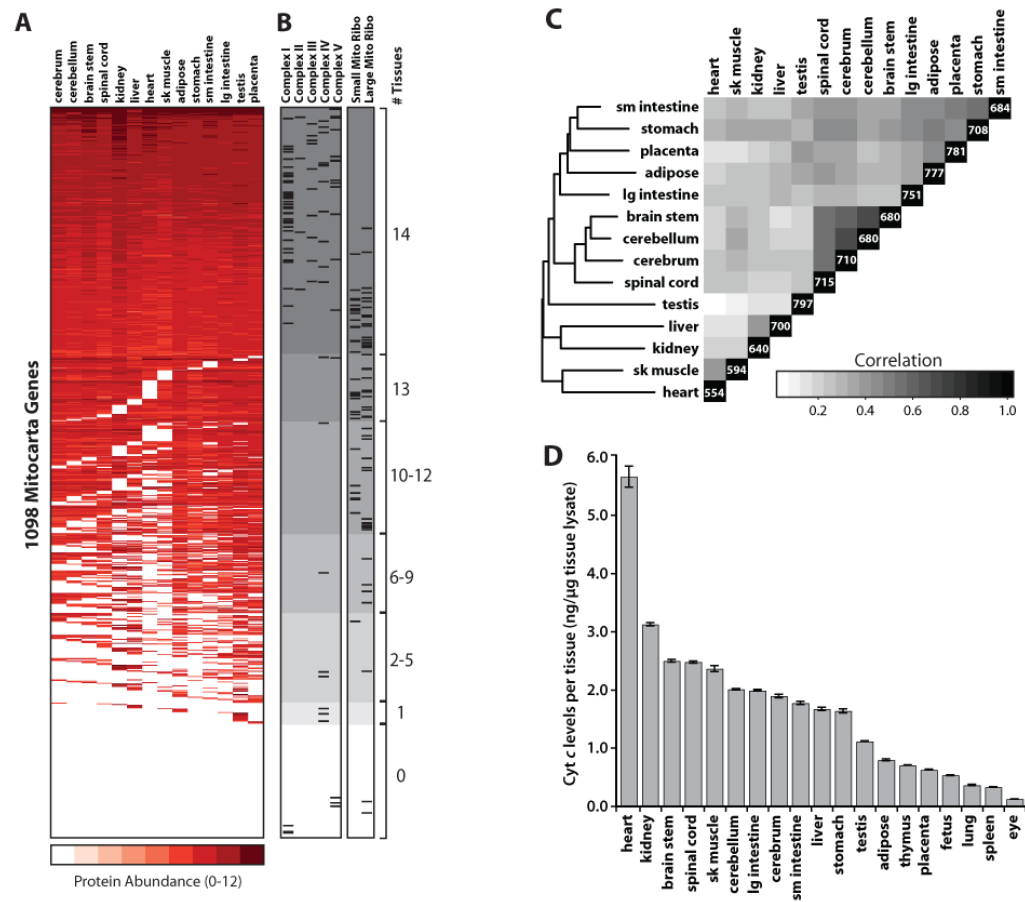 A
cerebrum
cerebellum
brain stem
spinal cord
kidney
liver
heart
sk muscle
adipose
stomach
sm intestine
lg intestine
testis
placenta
1098 Mitocarta Genes
Protein Abundance (0-12)
B
Complex I
Complex II
Complex III
Complex IV
Complex V
Small Mito Ribo
Large Mito Ribo
# Tissues
14
13
10-12
6-9
2-5
1
0
C
heart
sk muscle
kidney
liver
testis
spinal cord
cerebrum
cerebellum
brain stem
lg intestine
adipose
placenta
stomach
sm intestine
sm intestine 684
stomach 708
placenta 781
adipose 777
lg intestine 751
brain stem 680
cerebellum 680
cerebrum 710
spinal cord 715
testis 797
liver 700
kidney 640
sk muscle 594
heart 554
Correlation
0.2 0.4 0.6 0.8 1.0
D
Cyt c levels per tissue (ng/μg tissue lysate)
6.0
5.0
4.0
3.0
2.0
1.0
0.0
heart
kidney
brain stem
spinal cord
sk muscle
cerebellum
lg intestine
cerebrum
sm intestine
liver
stomach
testis
adipose
thymus
placenta
fetus
lung
spleen
eye